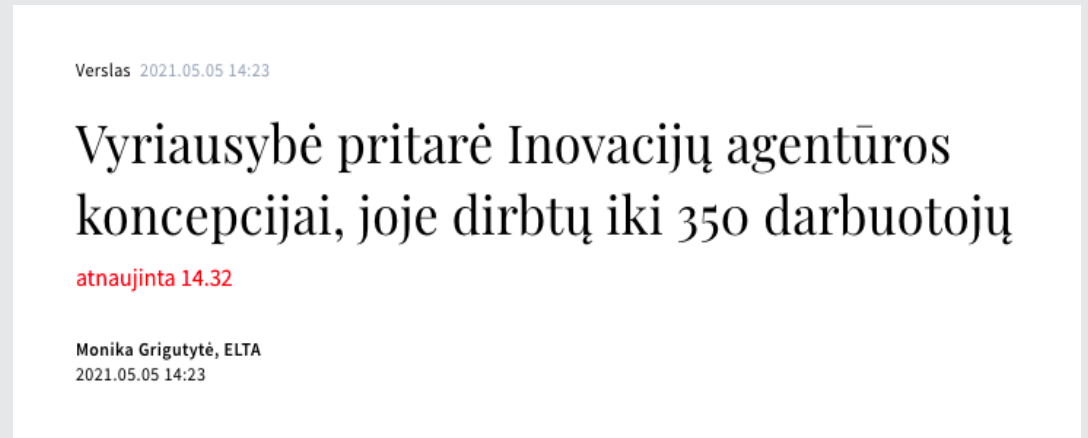 Verslas 2021.05.05 14:23
Vyriausybė pritarė Inovacijų agentūros
koncepcijai, joje dirbtų iki 350 darbuotojų
atnaujinta 14.32
Monika Grigutytė, ELTA
2021.05.05 14:23